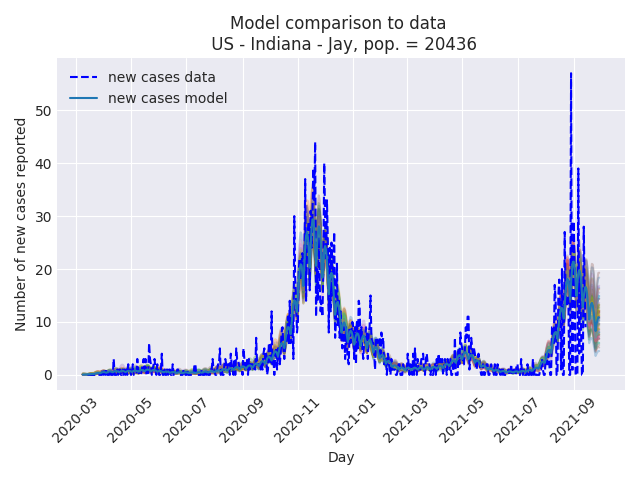 Model comparison to data
US - Indiana - Jay, pop. = 20436
new cases data
new cases model
Number of new cases reported
50
40
30
20
10
0
2020-03
2020-05
2020-07
2020-09
2020-11
2021-01
2021-03
2021-05
2021-07
2021-09
Day